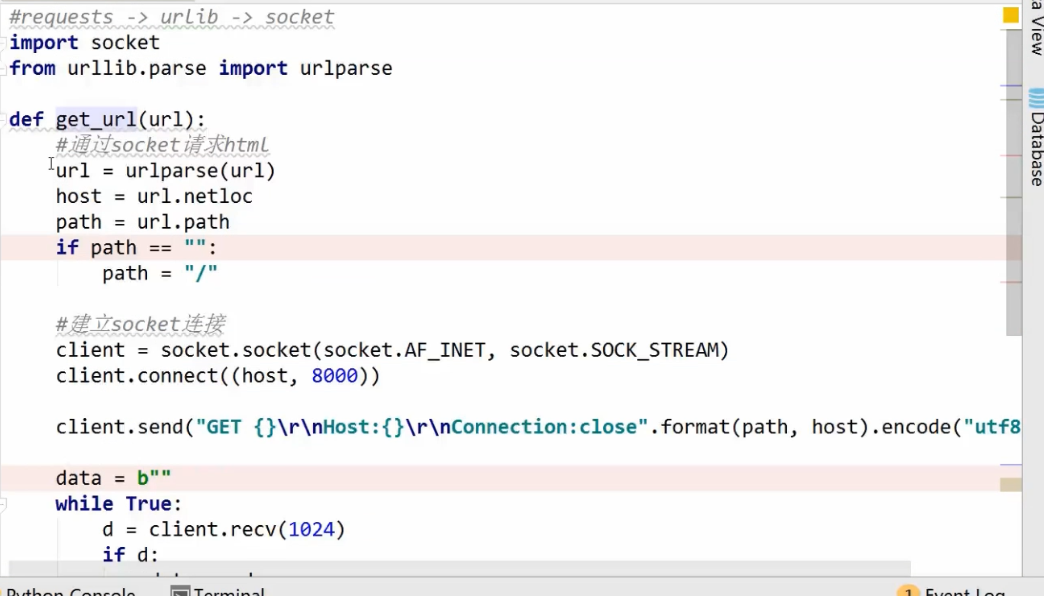 #requests -> urlib -> socket
import socket
from urllib.parse import urlparse
def get_url(url):
#通过socket请求html
url = urlparse(url)
host = url.netloc
path = url.path
if path == "":
path = "/"
#建立socket连接
client = socket.socket(socket.AF_INET, socket.SOCK_STREAM)
client.connect((host, 8000))
client.send("GET {}\r\nHost:{}\r\nConnection:close".format(path, host).encode("utf8
data = b""
while True:
d = client.recv(1024)
if d:
Python Console
Terminal
1 Event Log
a View
Database